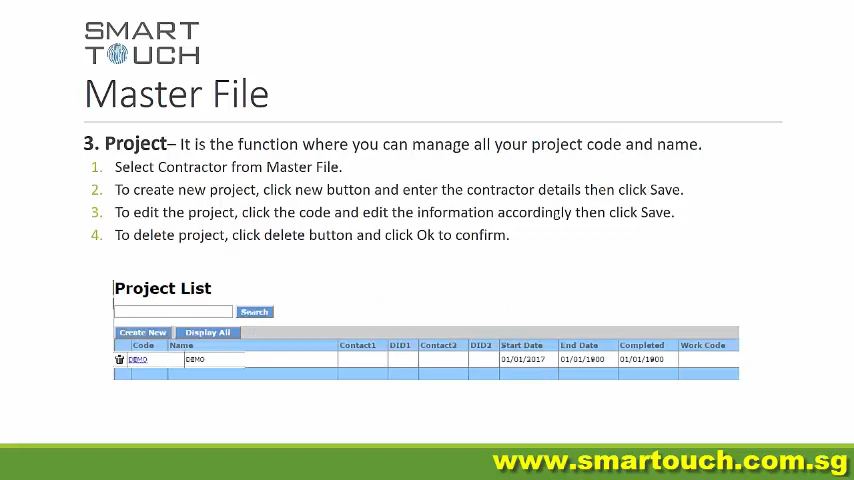 SMART
TOUCH
Master File
3. Project– It is the function where you can manage all your project code and name.
1. Select Contractor from Master File.
2. To create new project, click new button and enter the contractor details then click Save.
3. To edit the project, click the code and edit the information accordingly then click Save.
4. To delete project, click delete button and click Ok to confirm.
Project List
Search
Create New Display All
Code Name Contact1 DID1 Contact2 DID2 Start Date End Date Completed Work Code
DEMO DEMO 01/01/2017 01/01/1900 01/01/1900
www.smartouch.com.sg